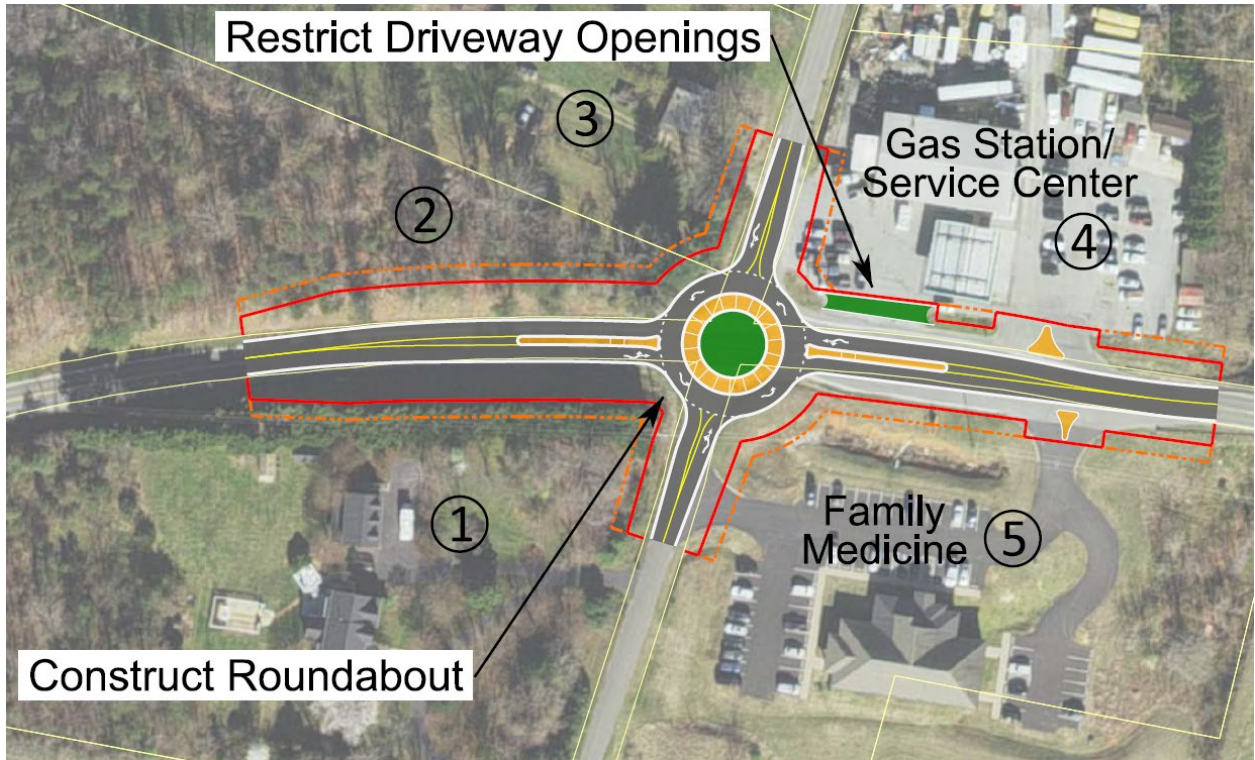 Restrict Driveway Openings
③
Gas Station/
Service Center
④
②
①
Family
Medicine ⑤
Construct Roundabout